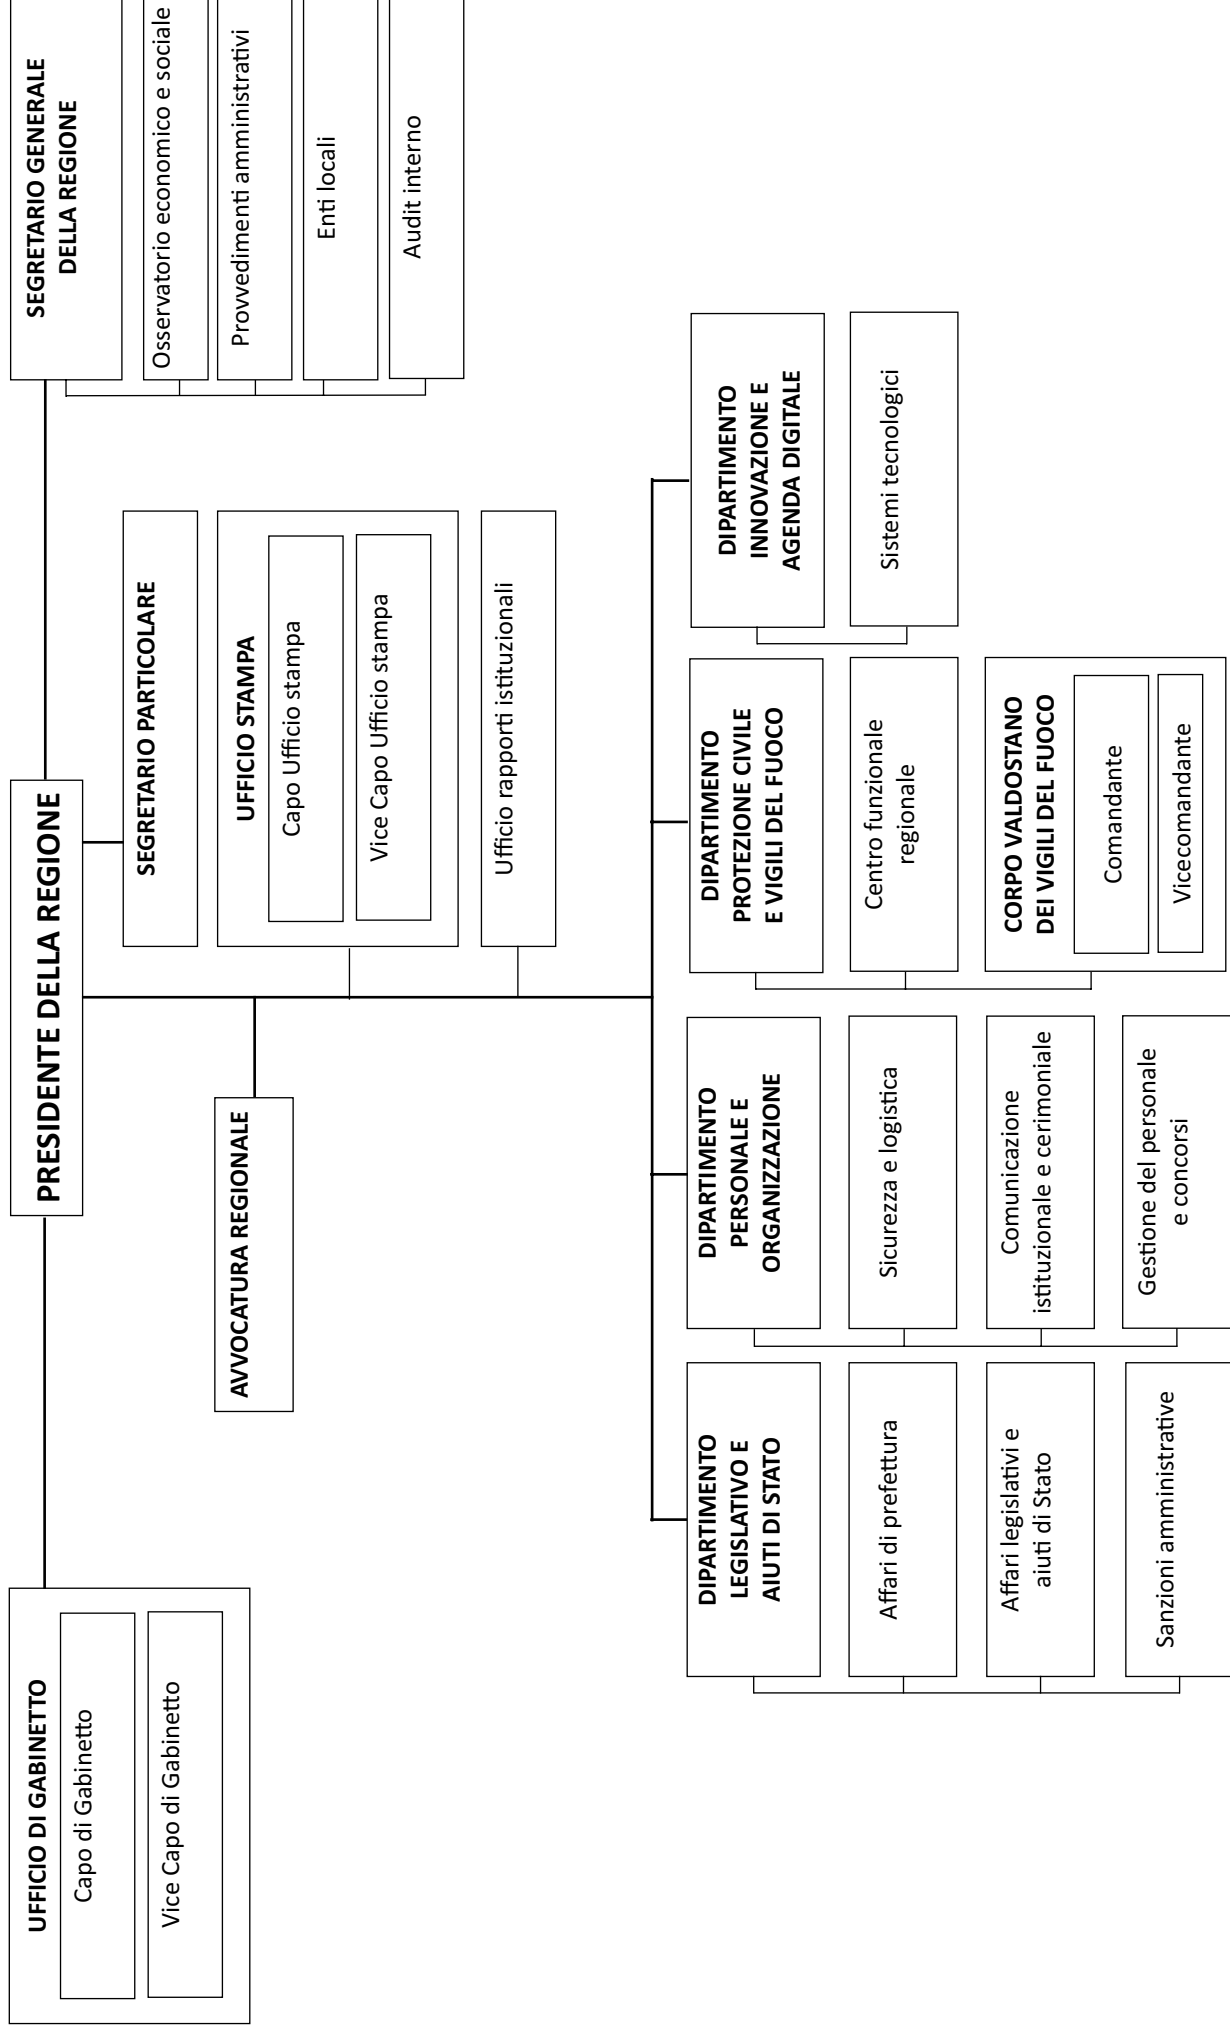 PRESIDENTE DELLA REGIONE
UFFICIO DI GABINETTO
Capo di Gabinetto
Vice Capo di Gabinetto
SEGRETARIO GENERALE
DELLA REGIONE
Osservatorio economico e sociale
Provvedimenti amministrativi
Enti locali
Audit interno
SEGRETARIO PARTICOLARE
AVVOCATURA REGIONALE
UFFICIO STAMPA
Capo Ufficio stampa
Vice Capo Ufficio stampa
Ufficio rapporti istituzionali
DIPARTIMENTO
LEGISLATIVO E
AIUTI DI STATO
Affari di prefettura
Affari legislativi e
aiuti di Stato
Sanzioni amministrative
DIPARTIMENTO
PERSONALE E
ORGANIZZAZIONE
Sicurezza e logistica
Comunicazione
istituzionale e cerimoniale
Gestione del personale
e concorsi
DIPARTIMENTO
PROTEZIONE CIVILE
E VIGILI DEL FUOCO
Centro funzionale
regionale
CORPO VALDOSTANO
DEI VIGILI DEL FUOCO
Comandante
Vicecomandante
DIPARTIMENTO
INNOVAZIONE E
AGENDA DIGITALE
Sistemi tecnologici